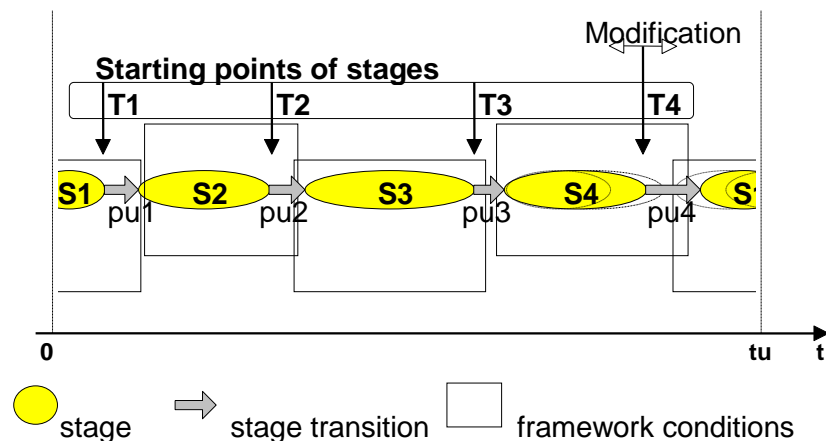 Modification
Starting points of stages
T1 T2 T3 T4
S1 S2 S3 S4 S1
pu1 pu2 pu3 pu4
0 tu t
stage stage transition framework conditions